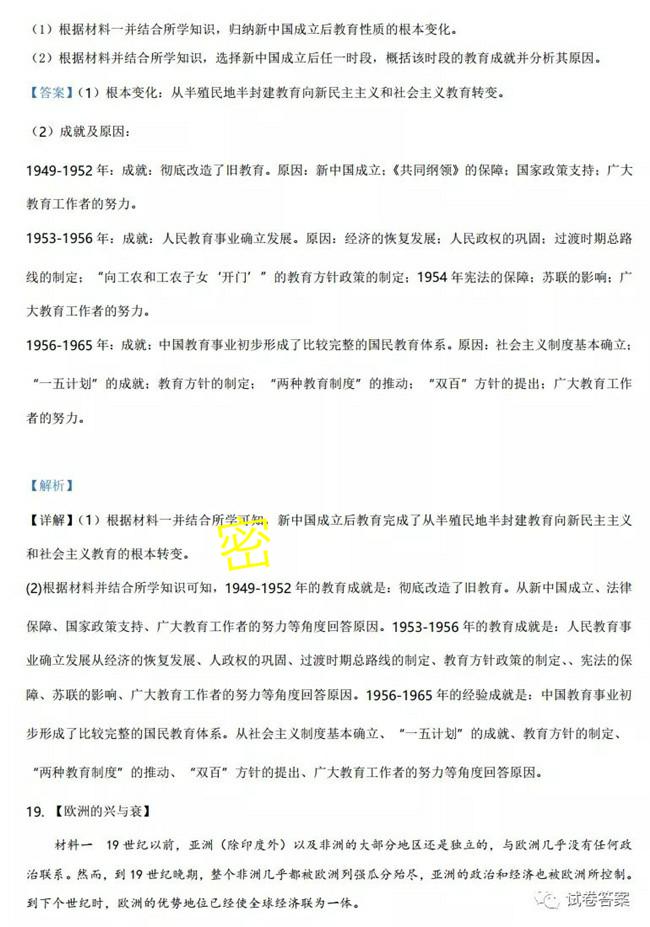 （1）根据材料一并结合所学知识，归纳新中国成立后教育性质的根本变化。
（2）根据材料并结合所学知识，选择新中国成立后任一时段，概括该时段的教育成就并分析其原因。
【答案】（1）根本变化：从半殖民地半封建教育向新民主主义和社会主义教育转变。
（2）成就及原因：
1949-1952 年：成就：彻底改造了旧教育。原因：新中国成立；《共同纲领》的保障；国家政策支持；广大
教育工作者的努力。
1953-1956 年：成就：人民教育事业确立发展。原因：经济的恢复发展；人民政权的巩固；过渡时期总路
线的制定；“向工农和工农子女‘开门’”的教育方针政策的制定；1954 年宪法的保障；苏联的影响；广
大教育工作者的努力。
1956-1965 年：成就：中国教育事业初步形成了比较完整的国民教育体系。原因：社会主义制度基本确立；
“一五计划”的成就；教育方针的制定；“两种教育制度”的推动；“双百”方针的提出；广大教育工作
者的努力。
【解析】
【详解】（1）根据材料一并结合所学可知，新中国成立后教育完成了从半殖民地半封建教育向新民主主义
密
和社会主义教育的根本转变。
(2)根据材料并结合所学知识可知，1949-1952 年的教育成就是：彻底改造了旧教育。从新中国成立、法律
保障、国家政策支持、广大教育工作者的努力等角度回答原因。1953-1956 年的教育成就是：人民教育事
业确立发展从经济的恢复发展、人政权的巩固、过渡时期总路线的制定、教育方针政策的制定、、宪法的保
障、苏联的影响、广大教育工作者的努力等角度回答原因。1956-1965 年的经验成就是：中国教育事业初
步形成了比较完整的国民教育体系。从社会主义制度基本确立、“一五计划”的成就、教育方针的制定、
“两种教育制度”的推动、“双百”方针的提出、广大教育工作者的努力等角度回答原因。
19. 【欧洲的兴与衰】
材料一 19 世纪以前，亚洲（除印度外）以及非洲的大部分地区还是独立的，与欧洲几乎没有任何政
治联系。然而，到 19 世纪晚期，整个非洲几乎都被欧洲列强瓜分殆尽，亚洲的政治和经济也被欧洲所控制。
到下个世纪时，欧洲的优势地位已经使全球经济联为一体。
试卷答案